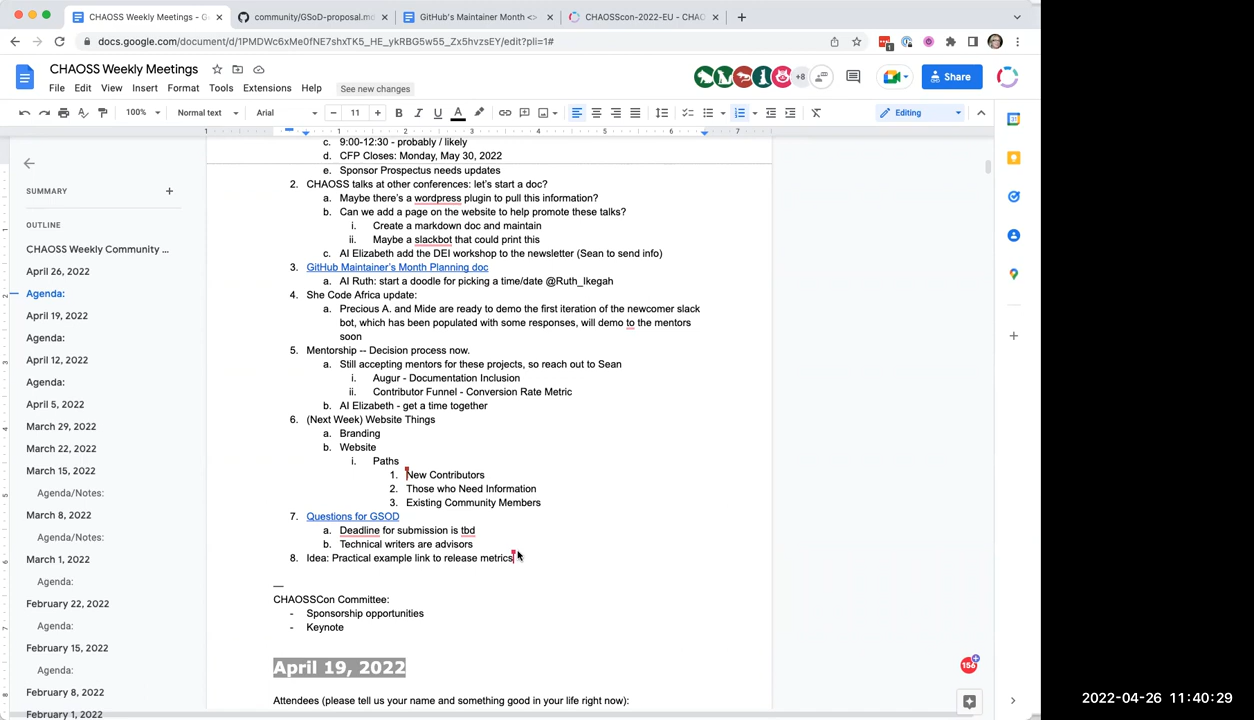 CHAOSS Weekly Meetings - G
community/GSoD-proposal.m
GitHub's Maintainer Month <>
CHAOSScon-2022-EU - CHAO
docs.google.com/document/d/1PMDWc6xMe0fNE7shxTK5_HE_ykRBG5w55_Zx5hvzsEY/edit?pli=1#
1
CHAOSS Weekly Meetings
File Edit View Insert Format Tools Extensions Help See new changes
+8
Share
100% Normal text Arial 11
B I U A
Editing
1 1 2 3 4 5 6 7
SUMMARY
OUTLINE
CHAOSS Weekly Community ...
April 26, 2022
Agenda:
April 19, 2022
Agenda:
April 12, 2022
Agenda:
April 5, 2022
March 29, 2022
March 22, 2022
March 15, 2022
Agenda/Notes:
March 8, 2022
Agenda/Notes:
March 1, 2022
Agenda:
February 22, 2022
Agenda:
February 15, 2022
Agenda:
February 8, 2022
February 1, 2022
c. 9:00-12:30 - probably / likely
d. CFP Closes: Monday, May 30, 2022
e. Sponsor Prospectus needs updates
2. CHAOSS talks at other conferences: let's start a doc?
a. Maybe there's a wordpress plugin to pull this information?
b. Can we add a page on the website to help promote these talks?
i. Create a markdown doc and maintain
ii. Maybe a slackbot that could print this
c. AI Elizabeth add the DEI workshop to the newsletter (Sean to send info)
3. GitHub Maintainer's Month Planning doc
a. AI Ruth: start a doodle for picking a time/date @Ruth_Ikegah
4. She Code Africa update:
a. Precious A. and Mide are ready to demo the first iteration of the newcomer slack
bot, which has been populated with some responses, will demo to the mentors
soon
5. Mentorship -- Decision process now.
a. Still accepting mentors for these projects, so reach out to Sean
i. Augur - Documentation Inclusion
ii. Contributor Funnel - Conversion Rate Metric
b. AI Elizabeth - get a time together
6. (Next Week) Website Things
a. Branding
b. Website
i. Paths
1. New Contributors
2. Those who Need Information
3. Existing Community Members
7. Questions for GSOD
a. Deadline for submission is tbd
b. Technical writers are advisors
8. Idea: Practical example link to release metrics
—
CHAOSSCon Committee:
- Sponsorship opportunities
- Keynote
April 19, 2022
Attendees (please tell us your name and something good in your life right now):
156
2022-04-26 11:40:29